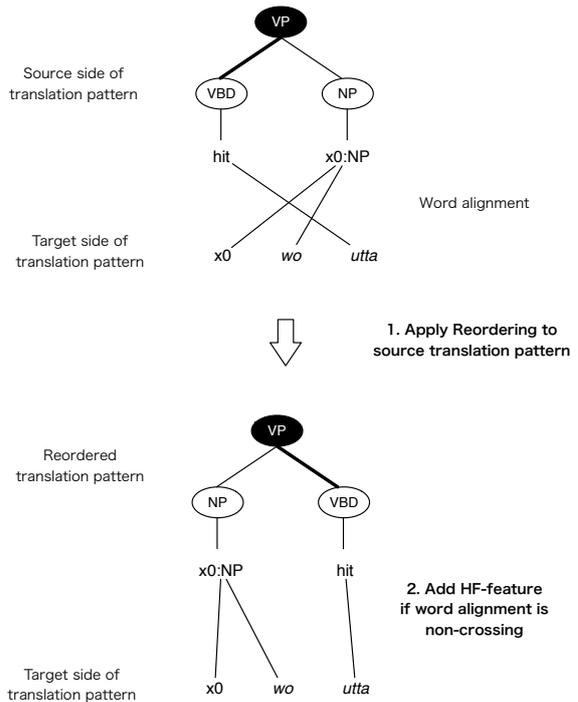 VP
Source side of
translation pattern
VBD NP
hit x0:NP
Word alignment
Target side of
translation pattern
x0 wo utta
1. Apply Reordering to
source translation pattern
VP
Reordered
translation pattern
NP VBD
x0:NP hit
2. Add HF-feature
if word alignment is
non-crossing
Target side of
translation pattern
x0 wo utta